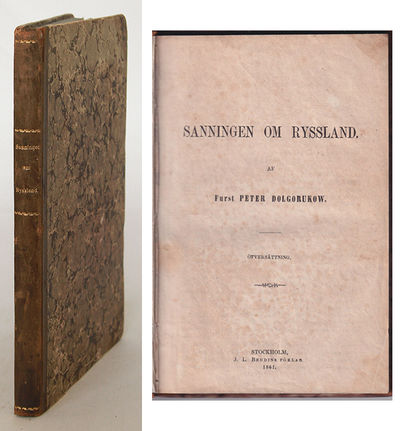 Sanningen
om
Ryssland.
SANNINGEN OM RYSSLAND.
AF
Furst PETER DOLGORUKOW.
ÖFVERSÄTTNING.
STOCKHOLM,
J. L. BRUDINS FÖRLAG.
1861.